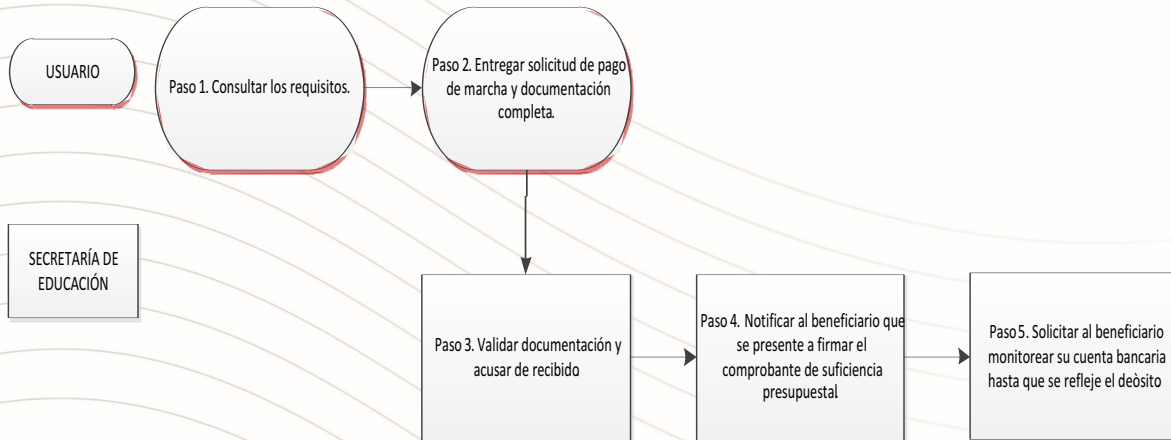 USUARIO
Paso 1. Consultar los requisitos.
Paso 2. Entregar solicitud de pago
de marcha y documentación
completa.
SECRETARÍA DE
EDUCACIÓN
Paso 3. Validar documentación y
acusar de recibido
Paso 4. Notificar al beneficiario que
se presente a firmar el
comprobante de suficiencia
presupuestal
Paso 5. Solicitar al beneficiario
monitorear su cuenta bancaria
hasta que se refleje el deòsito